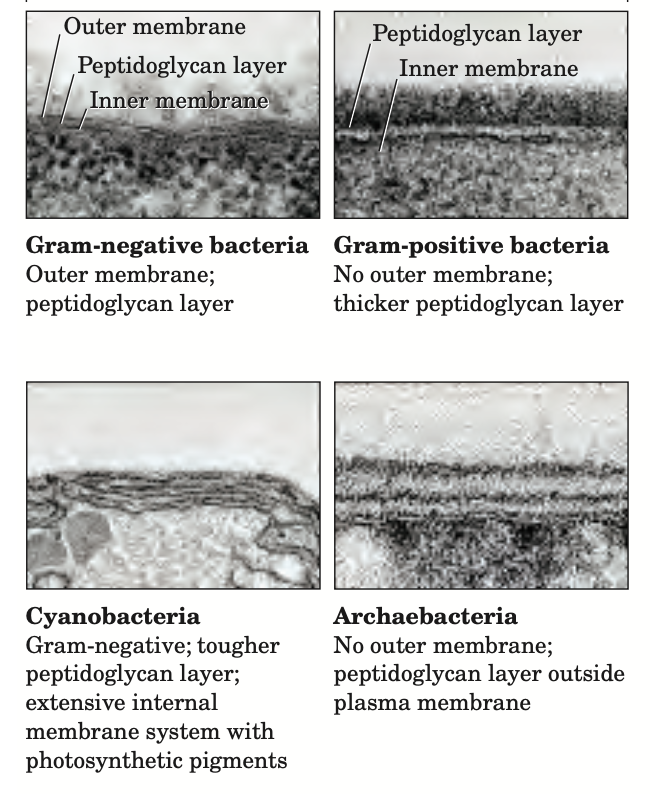 Outer membrane
Peptidoglycan layer
Inner membrane
Peptidoglycan layer
Inner membrane
Gram-negative bacteria
Outer membrane;
peptidoglycan layer
Gram-positive bacteria
No outer membrane;
thicker peptidoglycan layer
Cyanobacteria
Gram-negative; tougher
peptidoglycan layer;
extensive internal
membrane system with
photosynthetic pigments
Archaebacteria
No outer membrane;
peptidoglycan layer outside
plasma membrane